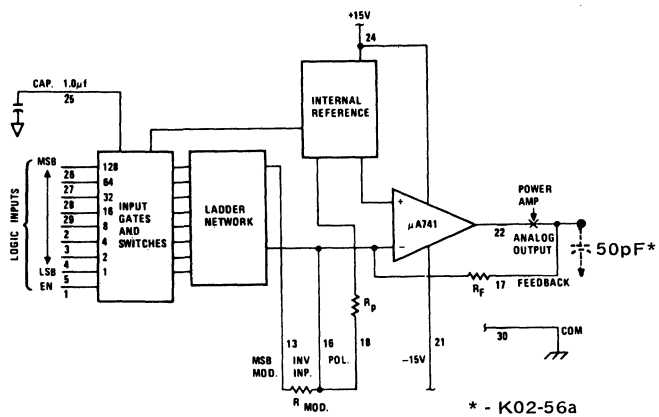 +15V
24
CAP. 1.0µf
25
INTERNAL
REFERENCE
LOGIC INPUTS
MSB
LSB
EN
26
27
28
29
2
3
4
5
1
128
64
32
16
8
4
2
1
INPUT
GATES
AND
SWITCHES
LADDER
NETWORK
+
µA741
−
POWER
AMP
22
ANALOG
OUTPUT
50pF*
RF
17
FEEDBACK
Rp
30
COM
13
16
18
21
MSB
MOD.
INV
INP.
POL.
−15V
R
MOD.
* - K02-56a